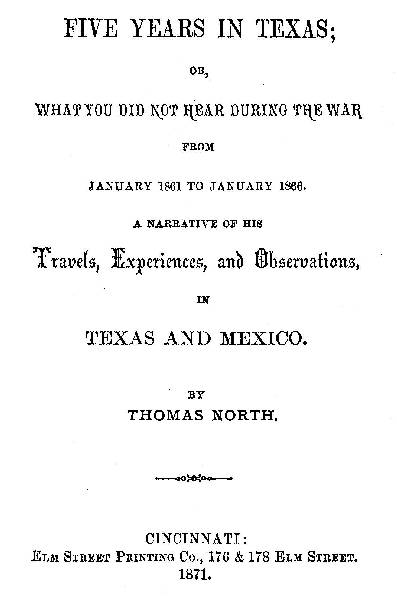 FIVE YEARS IN TEXAS;
OR,
WHAT YOU DID NOT HEAR DURING THE WAR
FROM
JANUARY 1861 TO JANUARY 1866.
A NARRATIVE OF HIS
Travels, Experiences, and Observations,
IN
TEXAS AND MEXICO.
BY
THOMAS NORTH.
CINCINNATI:
ELM STREET PRINTING CO., 176 & 178 ELM STREET.
1871.